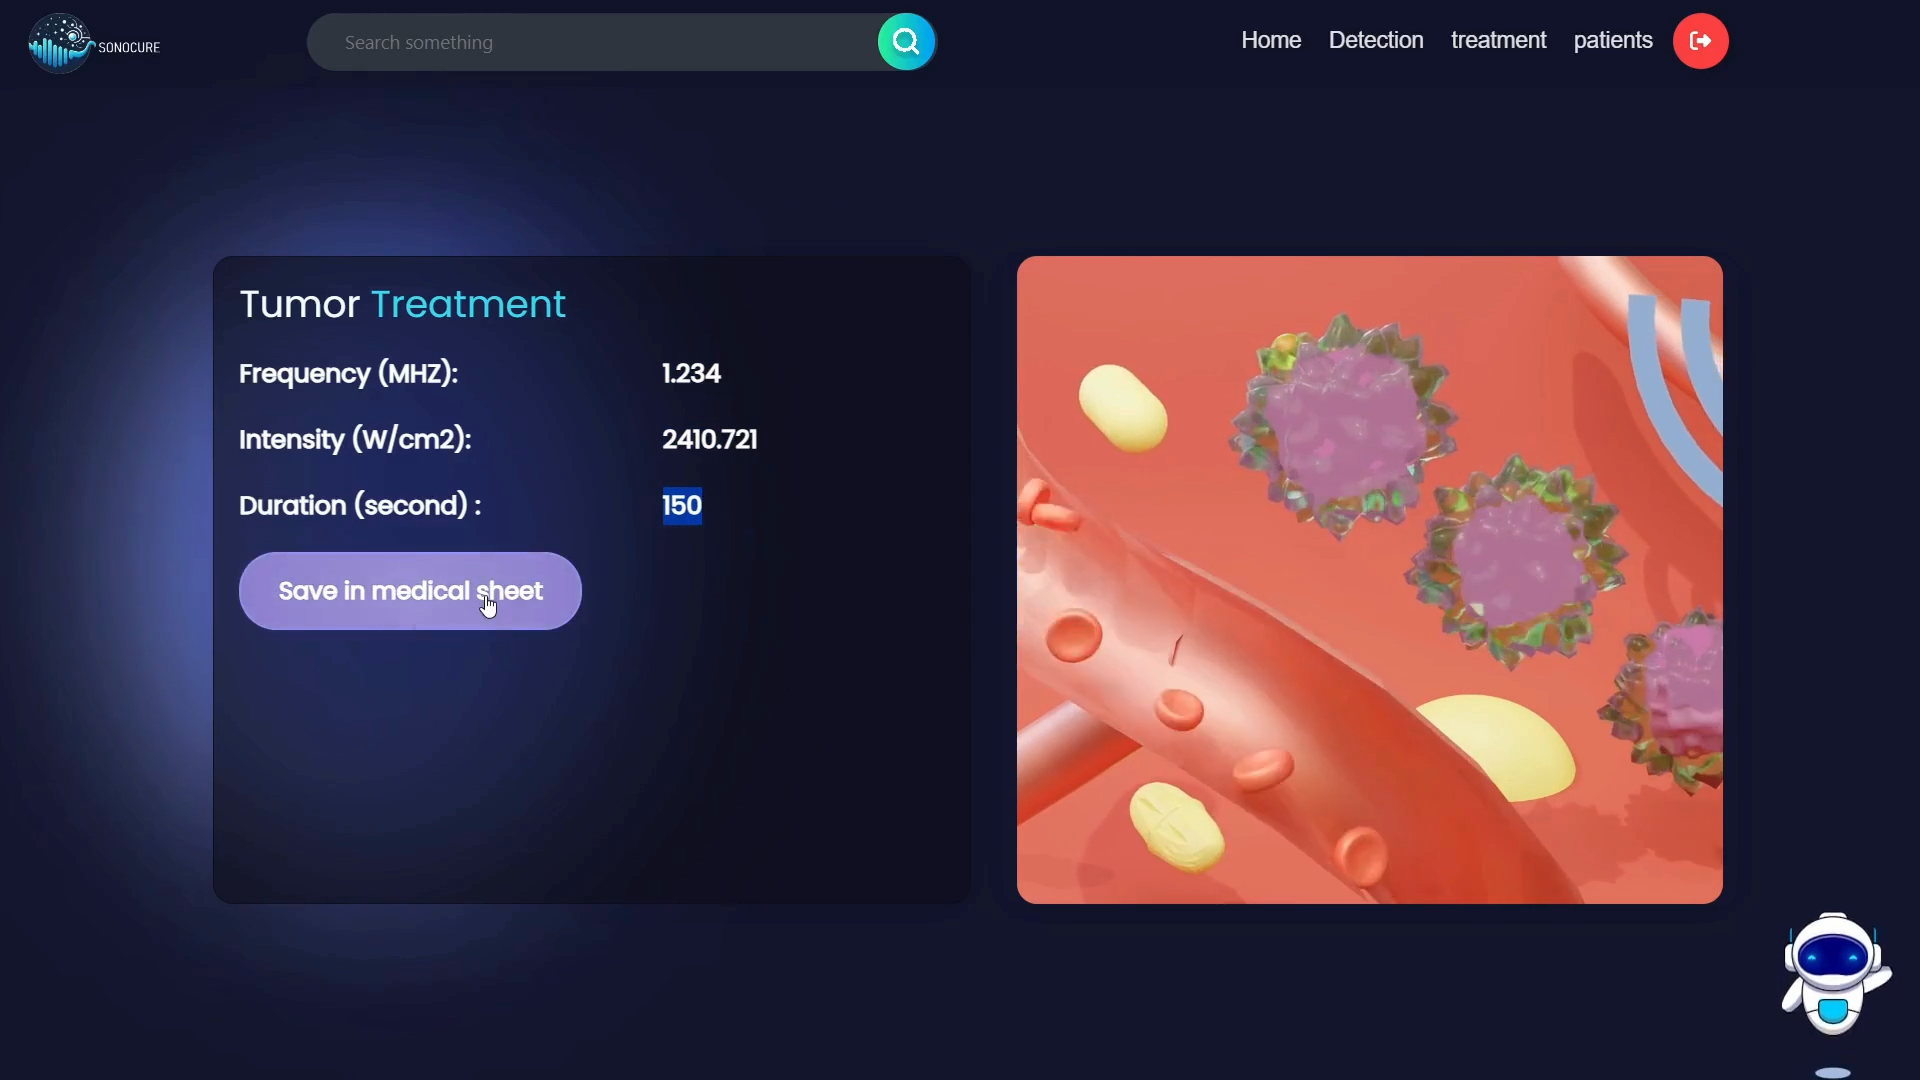 SONOCURE
Search something
Home Detection treatment patients
Tumor Treatment
Frequency (MHZ): 1.234
Intensity (W/cm2): 2410.721
Duration (second) : 150
Save in medical sheet